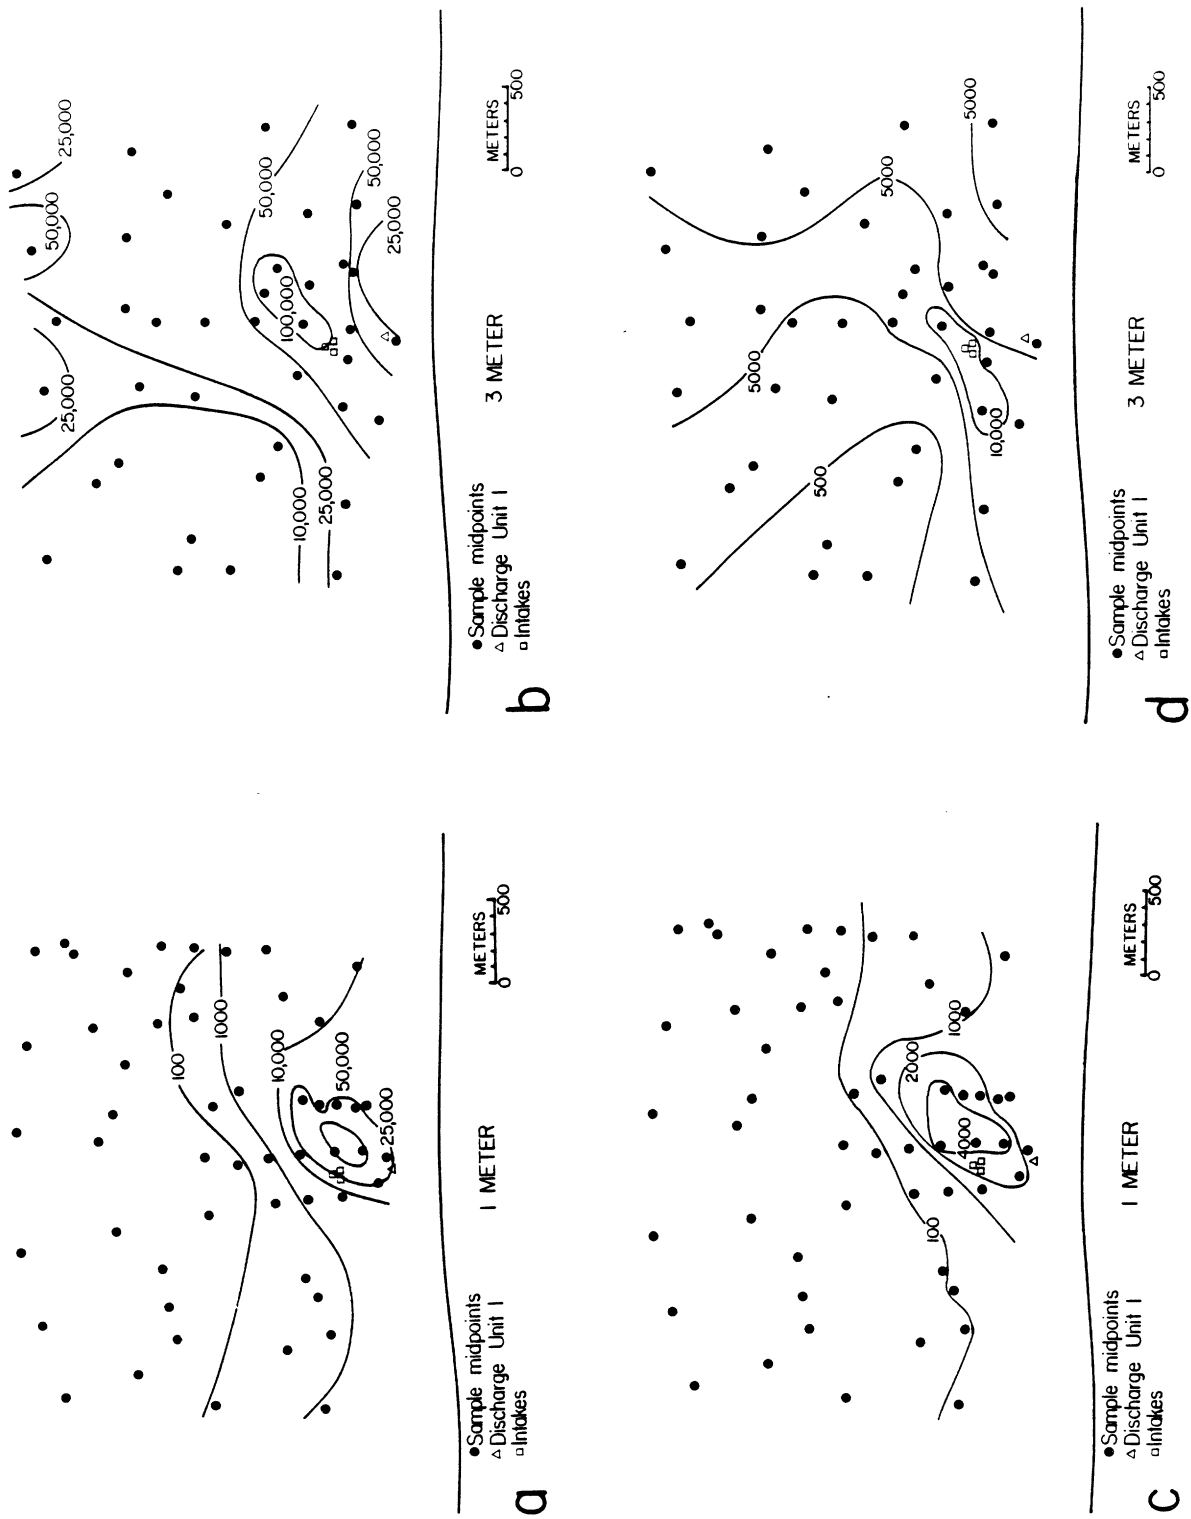 100
1000
10,000
50,000
25,000
1 METER
METERS
0 500
Sample midpoints
Discharge Unit 1
Intakes
a
25,000
50,000
25,000
50,000
100,000
50,000
25,000
10,000
25,000
3 METER
METERS
0 500
Sample midpoints
Discharge Unit 1
Intakes
b
100
1000
2000
4000
1 METER
METERS
0 500
Sample midpoints
Discharge Unit 1
Intakes
c
5000
5000
5000
500
10,000
3 METER
METERS
0 500
Sample midpoints
Discharge Unit 1
Intakes
d